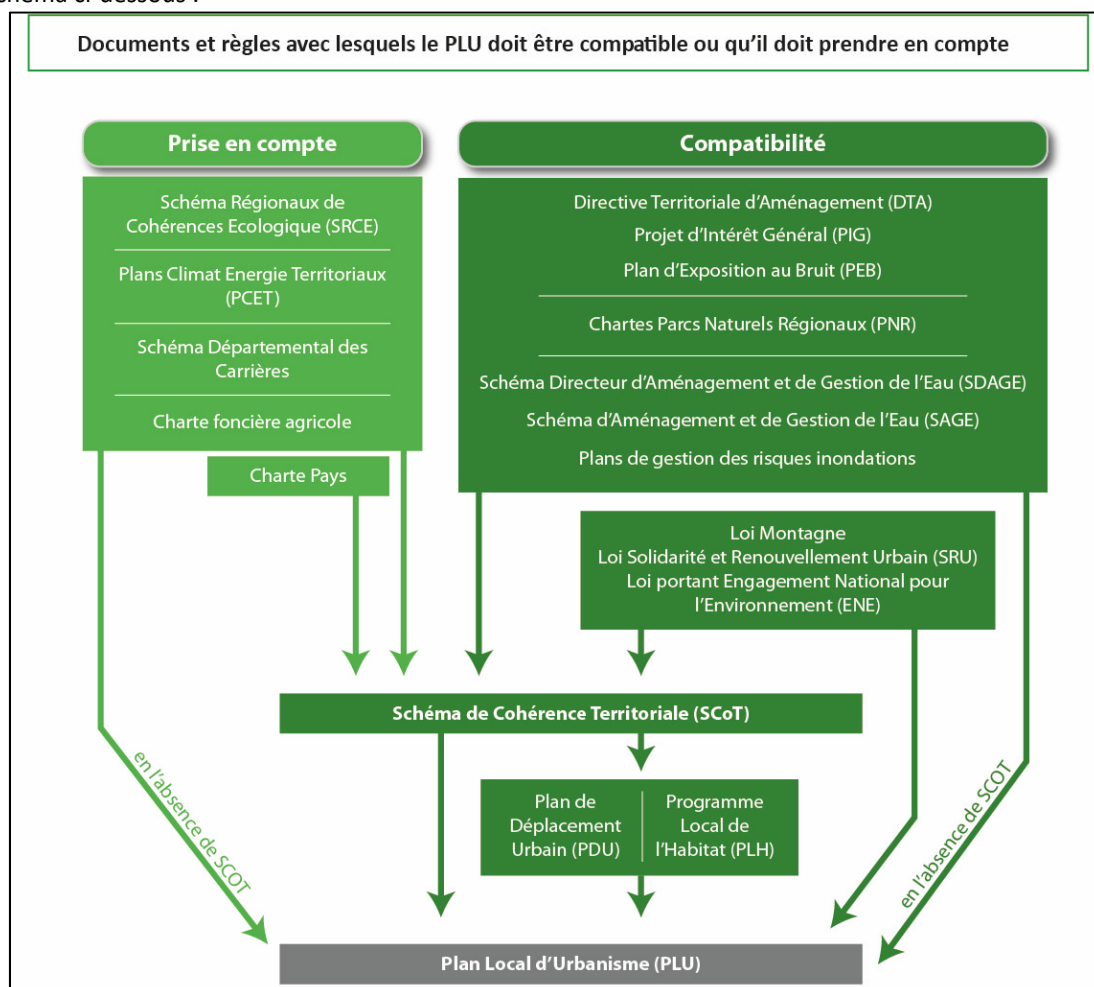 schéma ci-dessous :
Documents et règles avec lesquels le PLU doit être compatible ou qu'il doit prendre en compte
Prise en compte
Schéma Régionaux de
Cohérences Ecologique (SRCE)
Plans Climat Energie Territoriaux
(PCET)
Schéma Départemental des
Carrières
Charte foncière agricole
Charte Pays
Compatibilité
Directive Territoriale d'Aménagement (DTA)
Projet d'Intérêt Général (PIG)
Plan d'Exposition au Bruit (PEB)
Chartes Parcs Naturels Régionaux (PNR)
Schéma Directeur d'Aménagement et de Gestion de l'Eau (SDAGE)
Schéma d'Aménagement et de Gestion de l'Eau (SAGE)
Plans de gestion des risques inondations
Loi Montagne
Loi Solidarité et Renouvellement Urbain (SRU)
Loi portant Engagement National pour
l'Environnement (ENE)
Schéma de Cohérence Territoriale (SCoT)
en l'absence de SCOT
Plan de
Déplacement
Urbain (PDU)
Programme
Local de
l'Habitat (PLH)
en l'absence de SCOT
Plan Local d'Urbanisme (PLU)